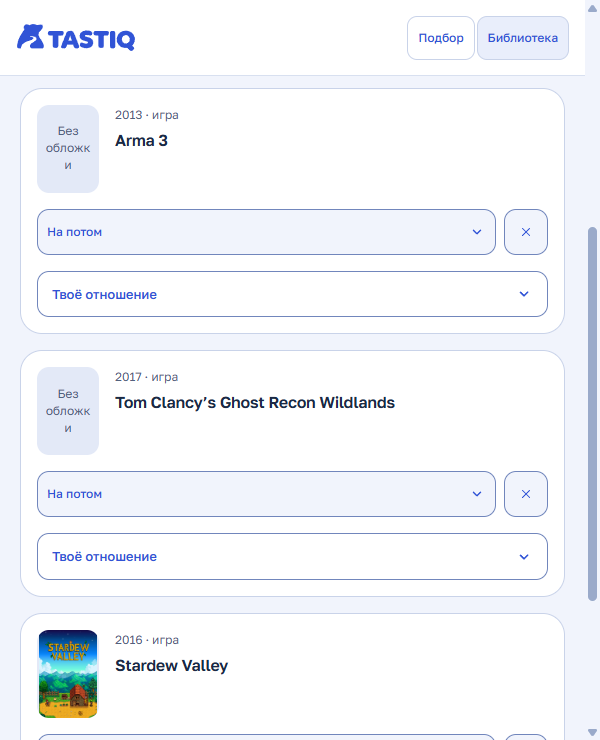 TASTIQ
Подбор
Библиотека
Без
обложк
и
2013 · игра
Arma 3
На потом
Твоё отношение
Без
обложк
и
2017 · игра
Tom Clancy’s Ghost Recon Wildlands
На потом
Твоё отношение
STARDEW
VALLEY
2016 · игра
Stardew Valley